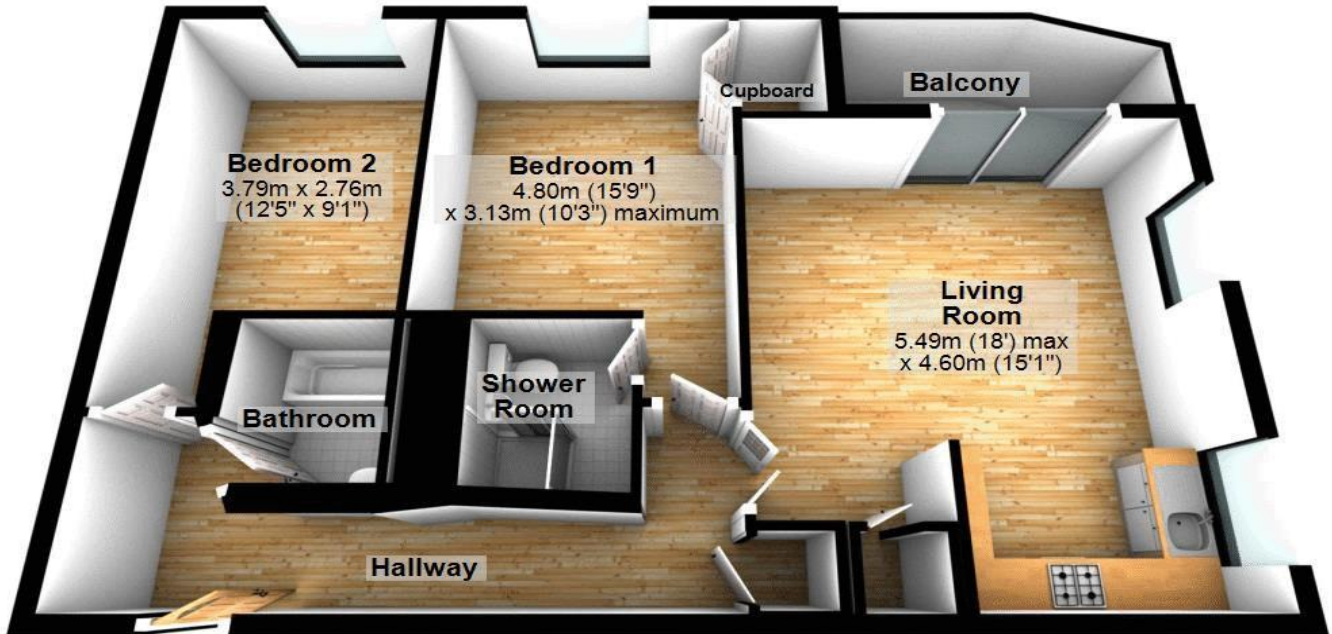 Balcony
Cupboard
Bedroom 2
3.79m x 2.76m
(12'5" x 9'1")
Bedroom 1
4.80m (15'9")
x 3.13m (10'3") maximum
Living
Room
5.49m (18') max
x 4.60m (15'1")
Bathroom
Shower
Room
Hallway